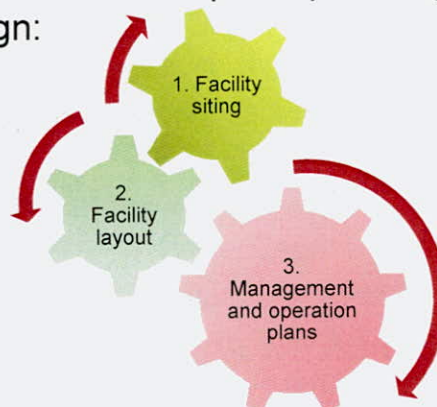 gn:
1. Facility
siting
2.
Facility
layout
3.
Management
and operation
plans